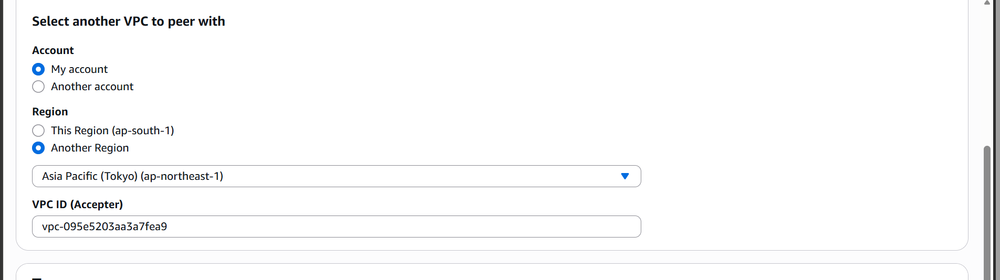 Select another VPC to peer with
Account
My account
Another account
Region
This Region (ap-south-1)
Another Region
Asia Pacific (Tokyo) (ap-northeast-1)
VPC ID (Accepter)
vpc-095e5203aa3a7fea9